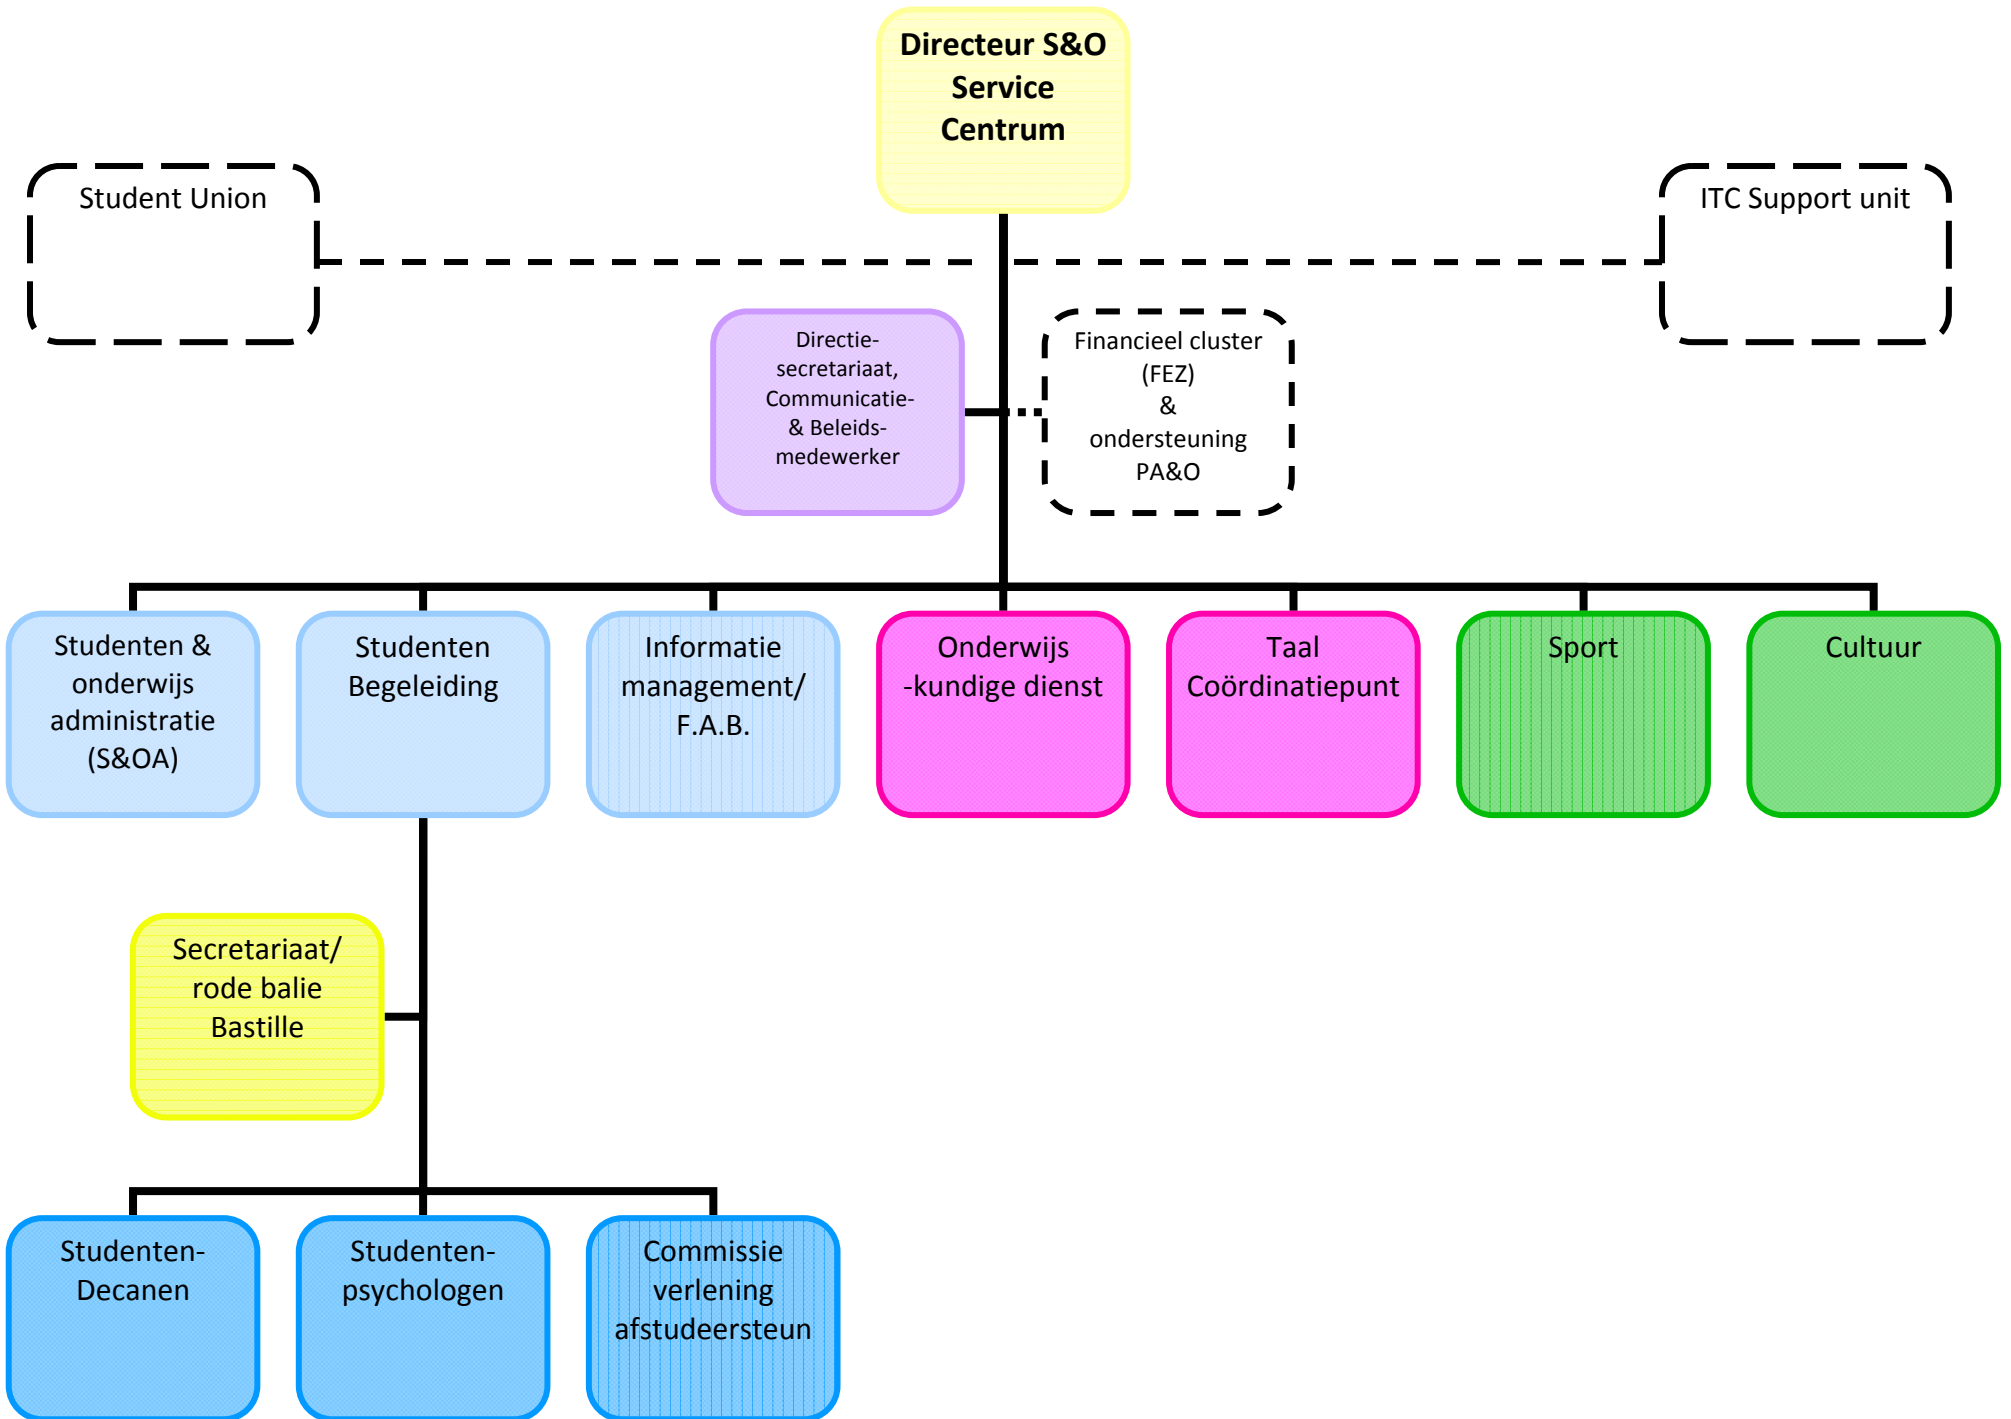 Directeur S&O
Service
Centrum
Student Union
ITC Support unit
Directie-
secretariaat,
Communicatie-
& Beleids-
medewerker
Financieel cluster
(FEZ)
&
ondersteuning
PA&O
Studenten &
onderwijs
administratie
(S&OA)
Studenten
Begeleiding
Informatie
management/
F.A.B.
Onderwijs
-kundige dienst
Taal
Coördinatiepunt
Sport
Cultuur
Secretariaat/
rode balie
Bastille
Studenten-
Decanen
Studenten-
psychologen
Commissie
verlening
afstudeersteun